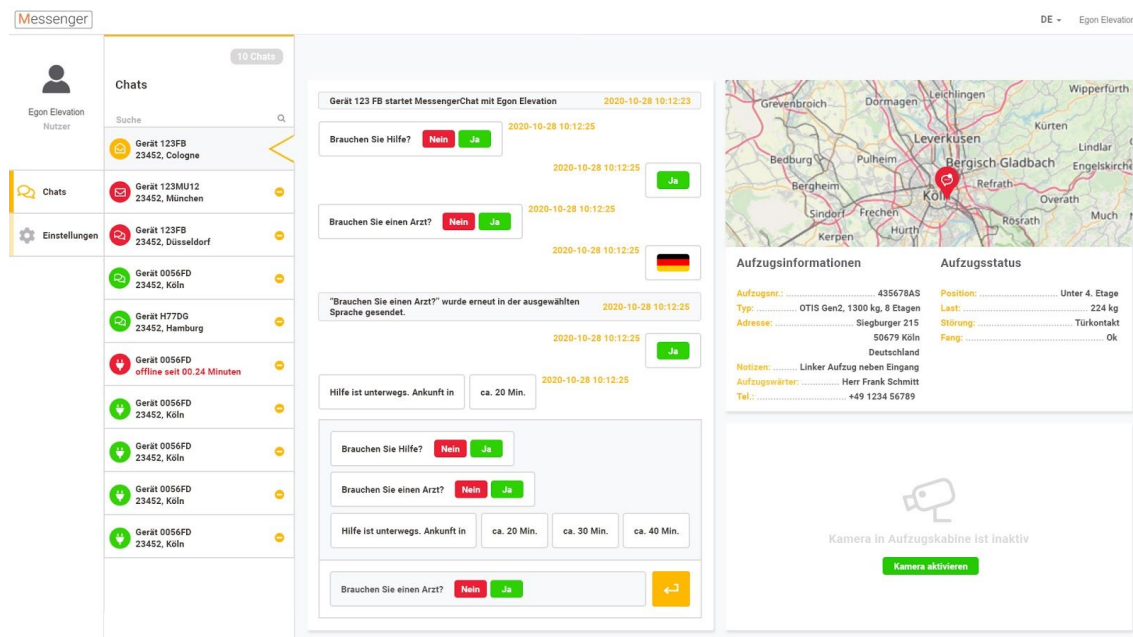 Messenger
DE
Egon Elevation
10 Chats
Egon Elevation
Nutzer
Chats
Einstellungen
Chats
Suche
Gerät 123FB
23452, Cologne
Gerät 123MU12
23452, München
Gerät 123FB
23452, Düsseldorf
Gerät 0056FD
23452, Köln
Gerät H77DG
23452, Hamburg
Gerät 0056FD
offline seit 00.24 Minuten
Gerät 0056FD
23452, Köln
Gerät 0056FD
23452, Köln
Gerät 0056FD
23452, Köln
Gerät 0056FD
23452, Köln
Gerät 123 FB startet MessengerChat mit Egon Elevation 2020-10-28 10:12:23
Brauchen Sie Hilfe? Nein Ja 2020-10-28 10:12:25
2020-10-28 10:12:25 Ja
Brauchen Sie einen Arzt? Nein Ja 2020-10-28 10:12:25
2020-10-28 10:12:25
"Brauchen Sie einen Arzt?" wurde erneut in der ausgewählten
Sprache gesendet. 2020-10-28 10:12:25
2020-10-28 10:12:25 Ja
Hilfe ist unterwegs. Ankunft in ca. 20 Min. 2020-10-28 10:12:25
Brauchen Sie Hilfe? Nein Ja
Brauchen Sie einen Arzt? Nein Ja
Hilfe ist unterwegs. Ankunft in ca. 20 Min. ca. 30 Min. ca. 40 Min.
Brauchen Sie einen Arzt? Nein Ja
Wipperfürth
Leichlingen
Grevenbroich
Dormagen
Kürten
Leverkusen
Lindlar
Bedburg
Pulheim
Bergisch Gladbach
Engelskirche
Bergheim
Refrath
Köln
Overath
Sindorf
Frechen
Rösrath
Much
Hürth
Kerpen
Aufzugsinformationen
Aufzugsnr.: 435678AS
Typ: OTIS Gen2, 1300 kg, 8 Etagen
Adresse: Siegburger 215
50679 Köln
Deutschland
Notizen: Linker Aufzug neben Eingang
Aufzugswärter: Herr Frank Schmitt
Tel.: +49 1234 56789
Aufzugsstatus
Position: Unter 4. Etage
Last: 224 kg
Störung: Türkontakt
Fang: Ok
Kamera in Aufzugskabine ist inaktiv
Kamera aktivieren